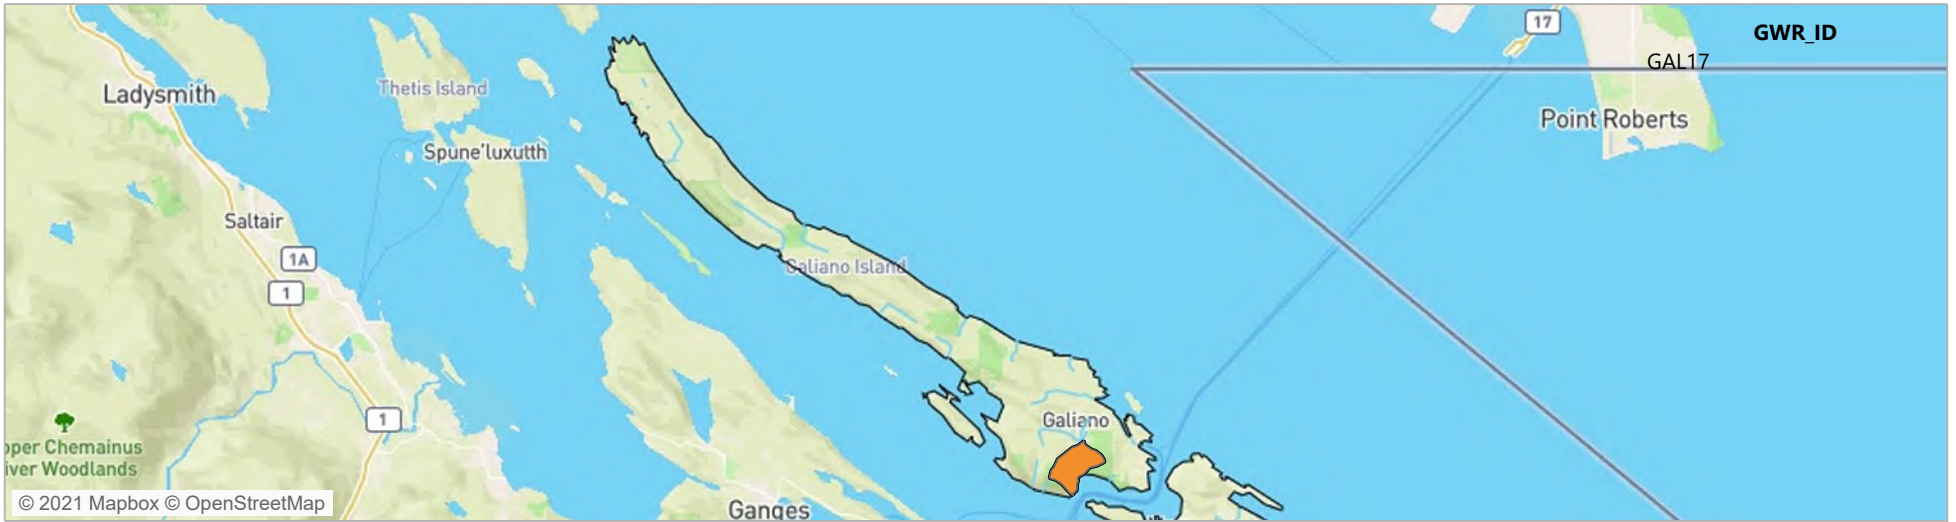 17
GWR_ID
GAL17
Ladysmith
Thetis Island
Point Roberts
Spune'luxutth
Saltair
1A
Galiano Island
1
1
Galiano
pper Chemainus
iver Woodlands
© 2021 Mapbox © OpenStreetMap
Ganges